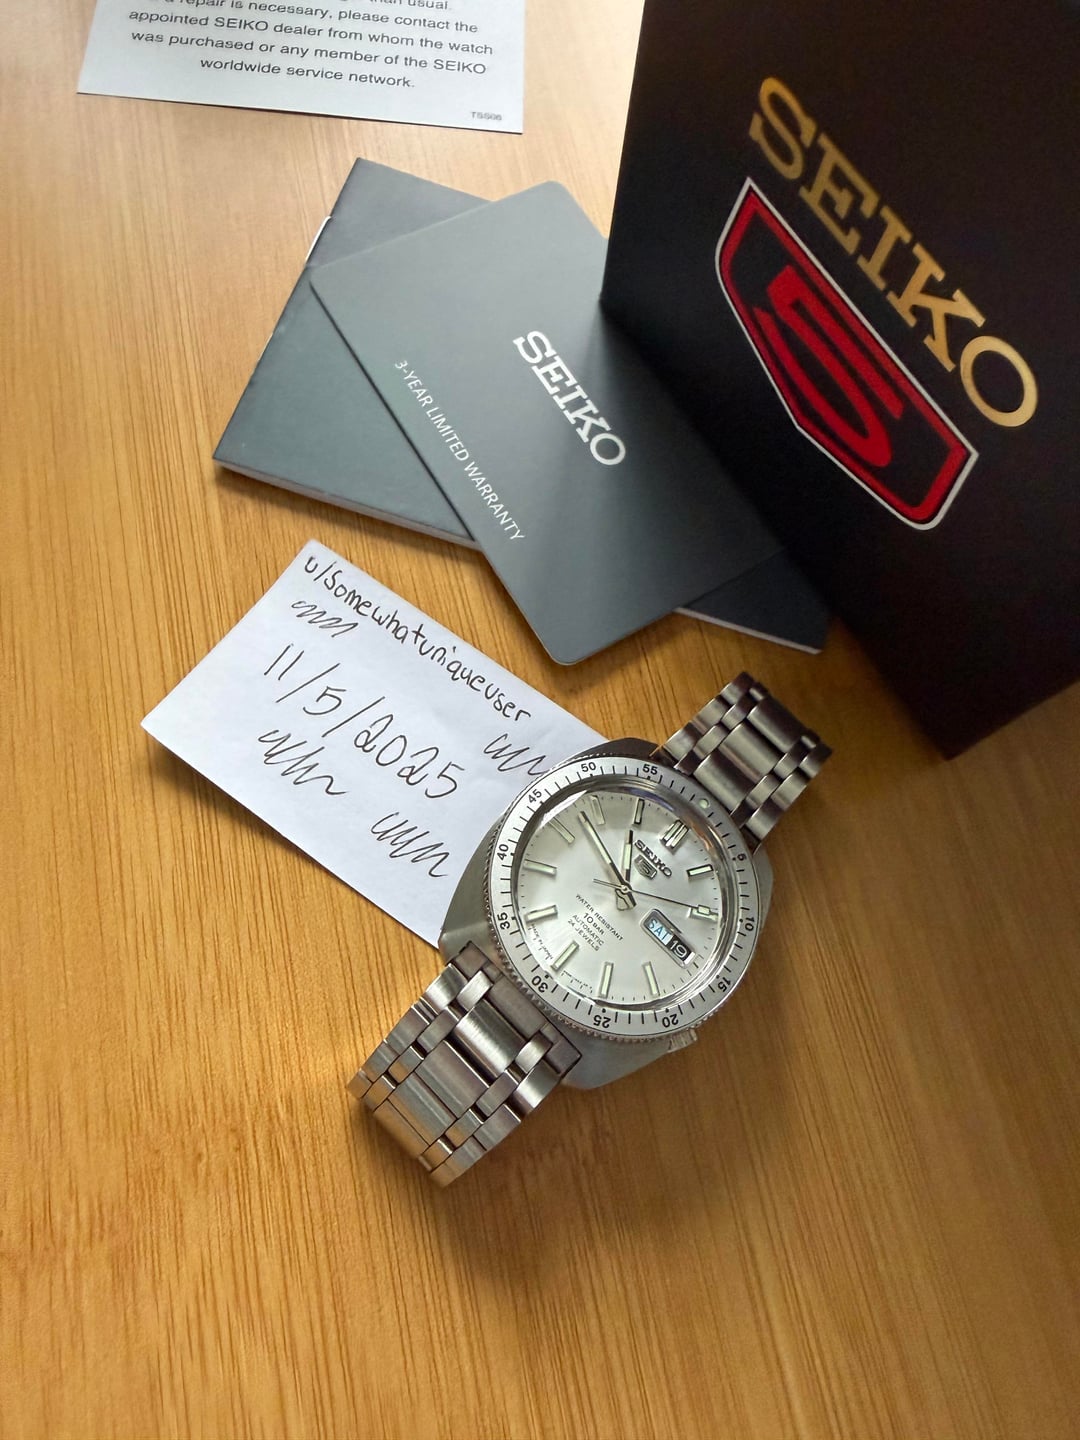 repair is necessary, please contact the
appointed SEIKO dealer from whom the watch
was purchased or any member of the SEIKO
worldwide service network.
TSS06
SEIKO
5
SEIKO
3-YEAR LIMITED WARRANTY
u/Somewhatuniqueuser
11/5/2025
50
55
5
10
15
20
25
30
35
40
45
SEIKO
5
WATER RESISTANT
10 BAR
AUTOMATIC
24 JEWELS
SAT 19